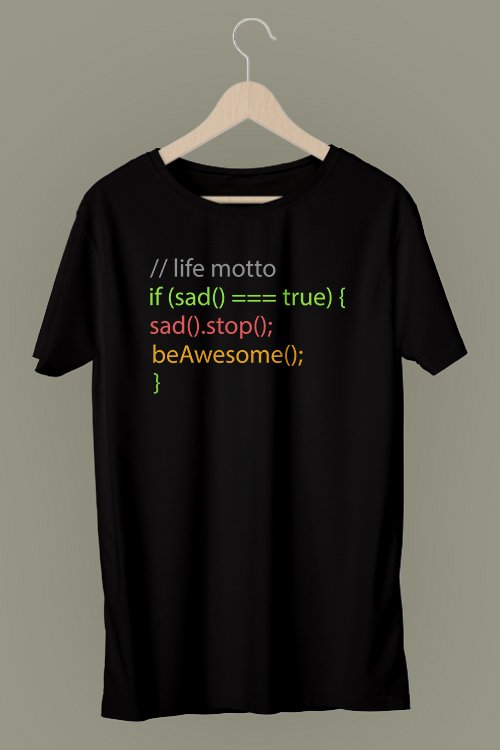 // life motto
if (sad() === true) {
sad().stop();
beAwesome();
}